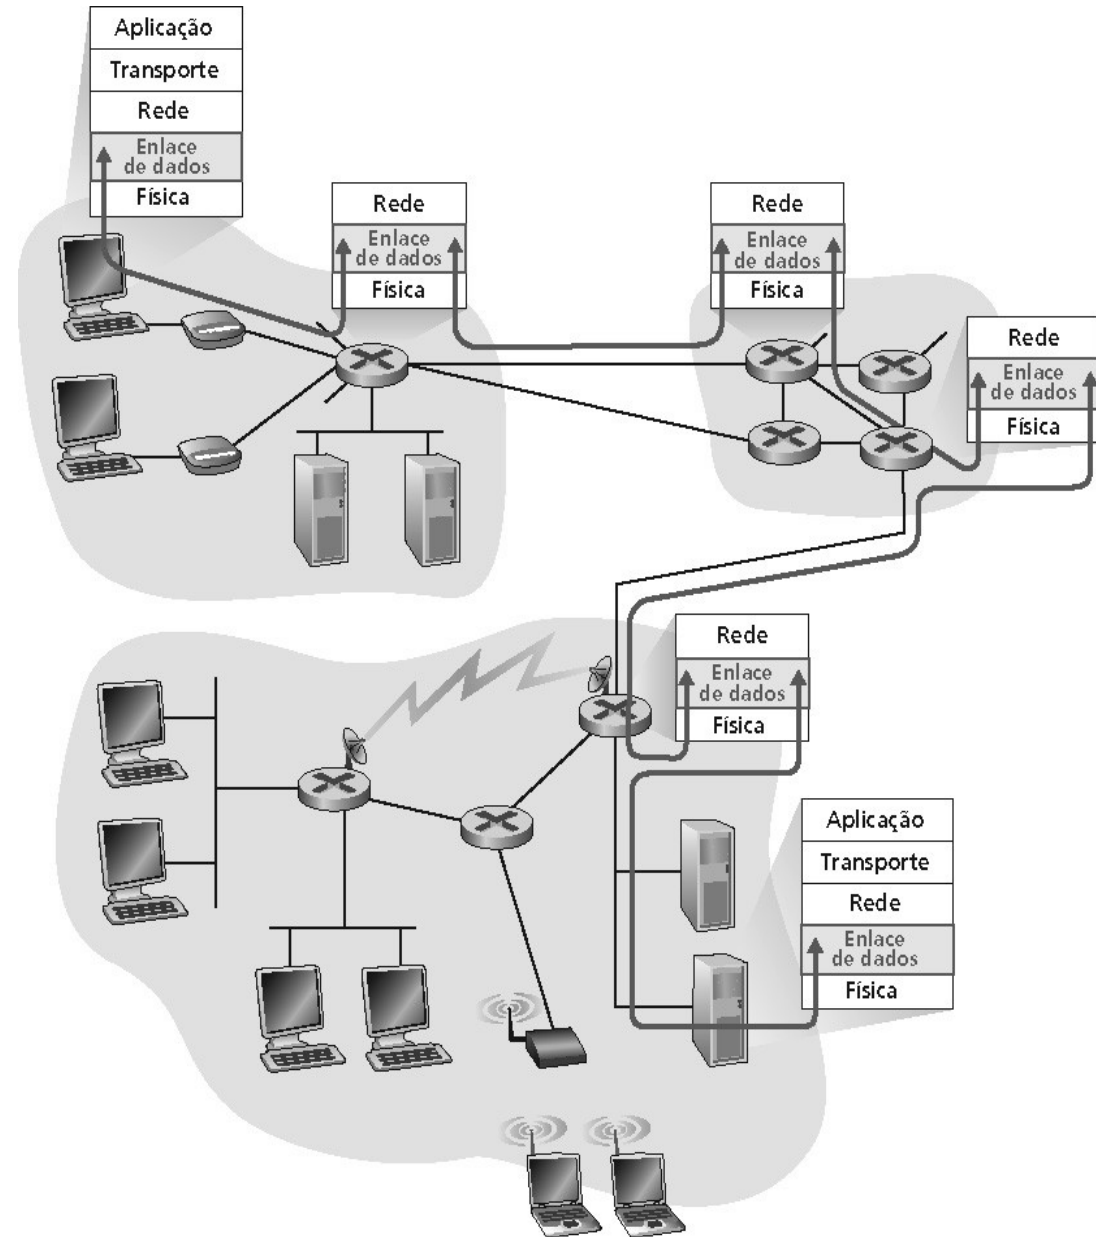 Aplicação
Transporte
Rede
Enlace
de dados
Física
Rede
Enlace
de dados
Física
Rede
Enlace
de dados
Física
Rede
Enlace
de dados
Física
Rede
Enlace
de dados
Física
Aplicação
Transporte
Rede
Enlace
de dados
Física